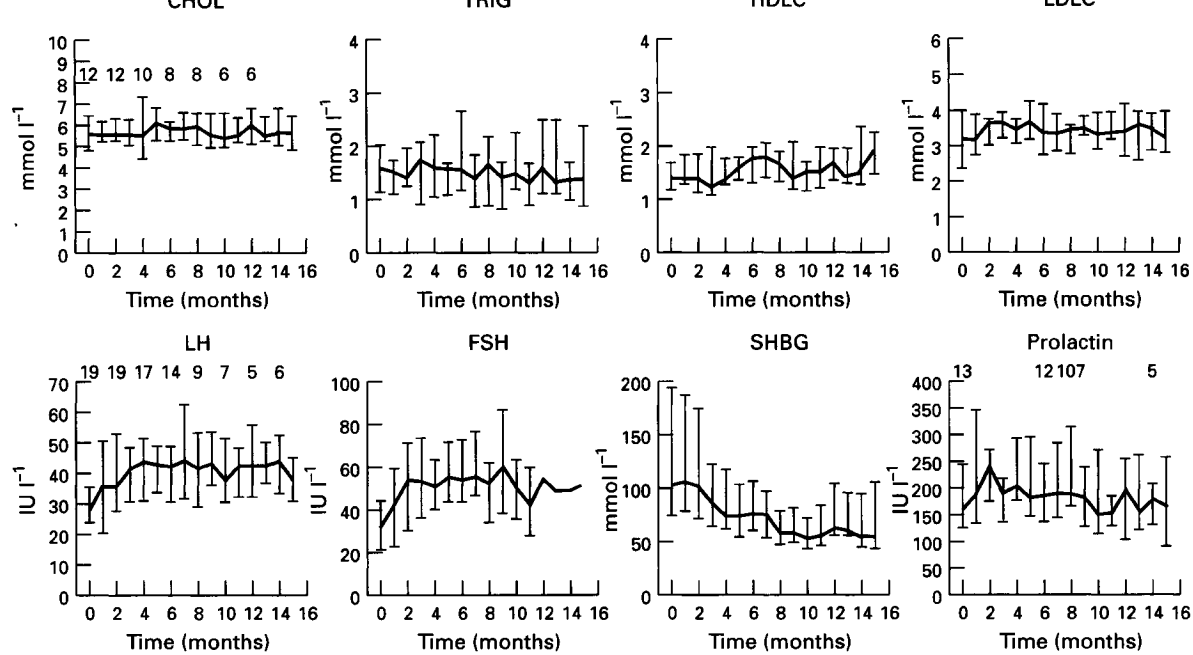 CHOL TRIG HDLC LDLC
10
9
8
7
6
5
4
3
2
1
0
mmol l⁻¹
12 12 10 8 8 6 6
0 2 4 6 8 10 12 14 16
Time (months)
4
3
2
1
0
mmol l⁻¹
0 2 4 6 8 10 12 14 16
Time (months)
4
3
2
1
0
mmol l⁻¹
0 2 4 6 8 10 12 14 16
Time (months)
6
5
4
3
2
1
0
mmol l⁻¹
0 2 4 6 8 10 12 14 16
Time (months)
LH
19 19 17 14 9 7 5 6
70
60
50
40
30
20
10
0
IU l⁻¹
0 2 4 6 8 10 12 14 16
Time (months)
FSH
100
80
60
40
20
0
IU l⁻¹
0 2 4 6 8 10 12 14 16
Time (months)
SHBG
200
150
100
50
0
mmol l⁻¹
0 2 4 6 8 10 12 14 16
Time (months)
Prolactin
13 12 107 5
400
350
300
250
200
150
100
50
0
IU l⁻¹
0 2 4 6 8 10 12 14 16
Time (months)